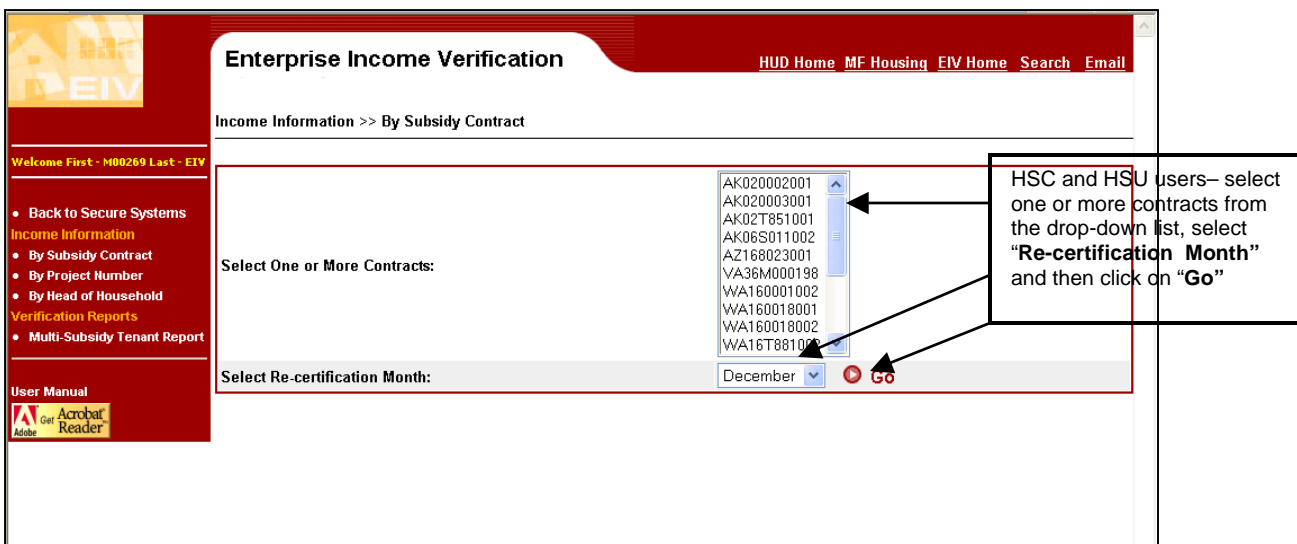 EIV
Enterprise Income Verification
HUD Home MF Housing EIV Home Search Email
Income Information >> By Subsidy Contract
Welcome First - M00269 Last - EIV
• Back to Secure Systems
Income Information
• By Subsidy Contract
• By Project Number
• By Head of Household
Verification Reports
• Multi-Subsidy Tenant Report
User Manual
Adobe
Get Acrobat
Reader
Select One or More Contracts:
AK020002001
AK020003001
AK02T851001
AK06S011002
AZ168023001
VA36M000198
WA160001002
WA160018001
WA160018002
Select Re-certification Month:
December
Go
HSC and HSU users– select
one or more contracts from
the drop-down list, select
“Re-certification Month”
and then click on “Go”